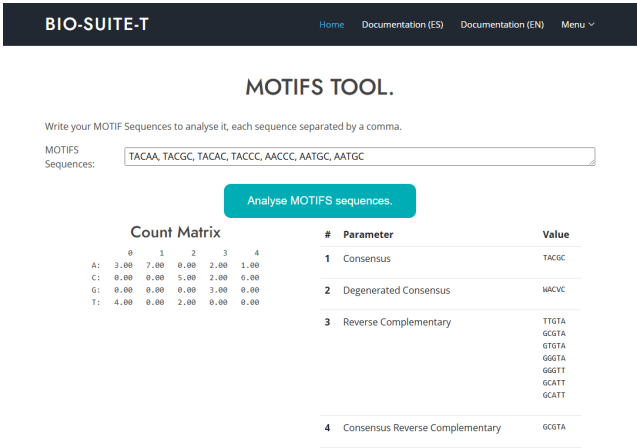 BIO-SUITE-T
Home Documentation (ES) Documentation (EN) Menu
MOTIFS TOOL.
Write your MOTIF Sequences to analyse it, each sequence separated by a comma.
MOTIFS
Sequences:
TACAA, TACGC, TACAC, TACCC, AACCC, AATGC, AATGC
Analyse MOTIFS sequences.
Count Matrix
0 1 2 3 4
A: 3.00 7.00 0.00 2.00 1.00
C: 0.00 0.00 5.00 2.00 6.00
G: 0.00 0.00 0.00 3.00 0.00
T: 4.00 0.00 2.00 0.00 0.00
# Parameter Value
1 Consensus TACGC
2 Degenerated Consensus WACVC
3 Reverse Complementary TTGTA
GCGTA
GTGTA
GGGTA
GGGTT
GCATT
GCATT
4 Consensus Reverse Complementary GCGTA